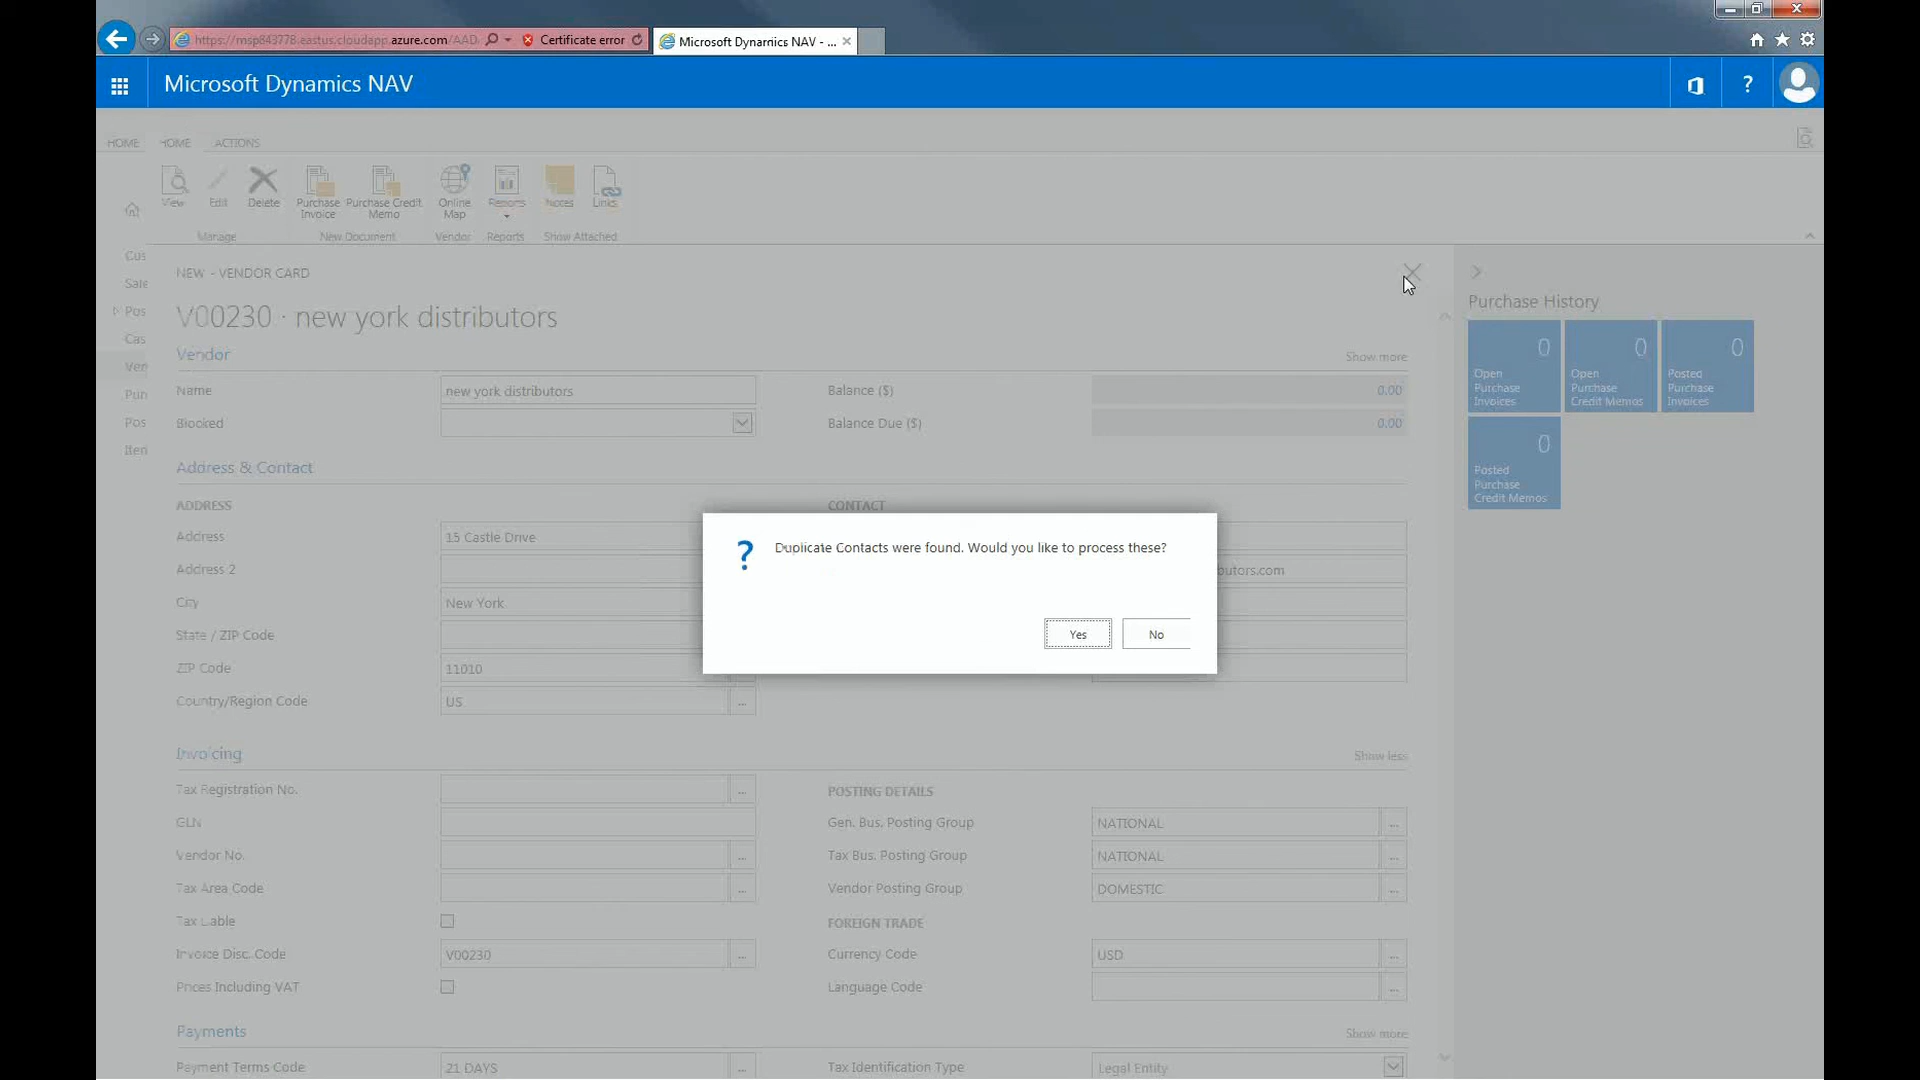 https://msp843778.eastus.cloudapp.azure.com/AAD
Certificate error
Microsoft Dynamics NAV - ...
Microsoft Dynamics NAV
?
HOME
HOME
ACTIONS
View
Edit
Delete
Purchase
Invoice
Purchase Credit
Memo
Online
Map
Reports
Notes
Links
Manage
New Document
Vendor
Reports
Show Attached
Cus
Sale
Pos
Cas
Ven
Pur
Pos
Item
NEW - VENDOR CARD
V00230 · new york distributors
Vendor
Show more
Name
new york distributors
Balance ($)
0.00
Blocked
Balance Due ($)
0.00
Address & Contact
ADDRESS
CONTACT
Address
15 Castle Drive
Address 2
butors.com
City
New York
State / ZIP Code
ZIP Code
11010
Country/Region Code
US
...
?
Duplicate Contacts were found. Would you like to process these?
Yes
No
Invoicing
Show less
Tax Registration No.
...
POSTING DETAILS
GLN
Gen. Bus. Posting Group
NATIONAL
...
Vendor No.
...
Tax Bus. Posting Group
NATIONAL
...
Tax Area Code
...
Vendor Posting Group
DOMESTIC
...
Tax Liable
FOREIGN TRADE
Invoice Disc. Code
V00230
...
Currency Code
USD
...
Prices Including VAT
Language Code
...
Payments
Show more
Payment Terms Code
21 DAYS
...
Tax Identification Type
Legal Entity
Purchase History
0
Open
Purchase
Invoices
0
Open
Purchase
Credit Memos
0
Posted
Purchase
Invoices
0
Posted
Purchase
Credit Memos